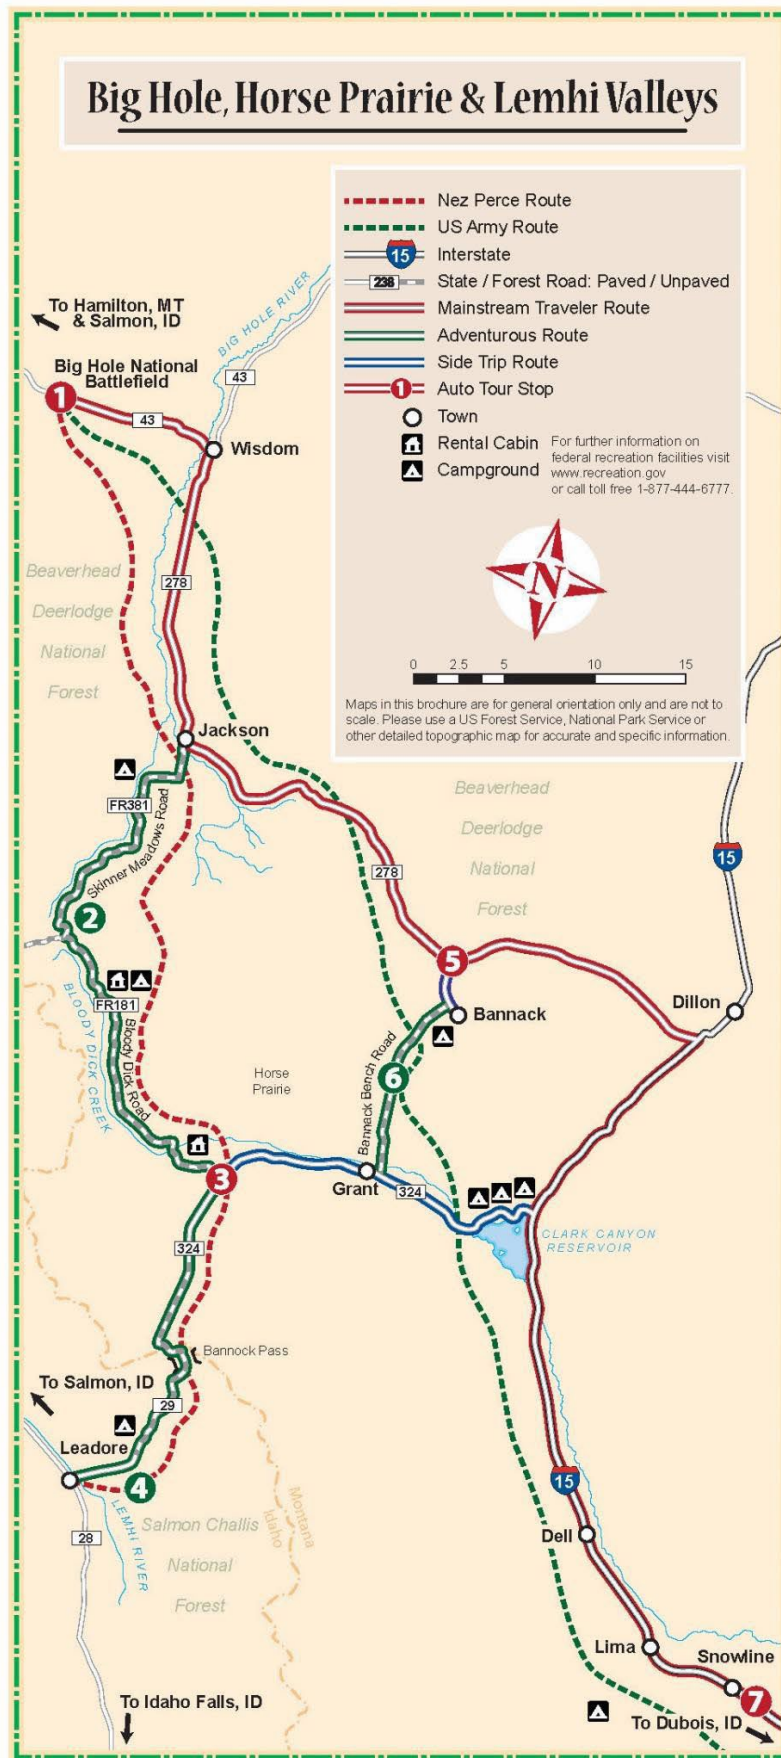 Big Hole, Horse Prairie & Lemhi Valleys
Nez Perce Route
US Army Route
15
Interstate
238
State / Forest Road: Paved / Unpaved
Mainstream Traveler Route
Adventurous Route
Side Trip Route
1
Auto Tour Stop
Town
Rental Cabin
Campground
For further information on
federal recreation facilities visit
www.recreation.gov
or call toll free 1-877-444-6777.
N
0 2.5 5 10 15
Maps in this brochure are for general orientation only and are not to
scale. Please use a US Forest Service, National Park Service or
other detailed topographic map for accurate and specific information.
To Hamilton, MT
& Salmon, ID
BIG HOLE RIVER
43
Big Hole National
Battlefield
1
43
Wisdom
Beaverhead
Deerlodge
National
Forest
278
Jackson
FR381
Skinner Meadows Road
Beaverhead
Deerlodge
National
Forest
15
278
2
5
FR181
Bloody Dick Road
BLOODY DICK CREEK
Bannack
Dillon
Bannack Bench Road
6
Horse
Prairie
3
Grant
324
CLARK CANYON
RESERVOIR
324
Bannock Pass
To Salmon, ID
29
Leadore
4
LEMHI RIVER
28
Salmon Challis
National
Forest
Montana
Idaho
15
Dell
Lima
Snowline
7
To Idaho Falls, ID
To Dubois, ID